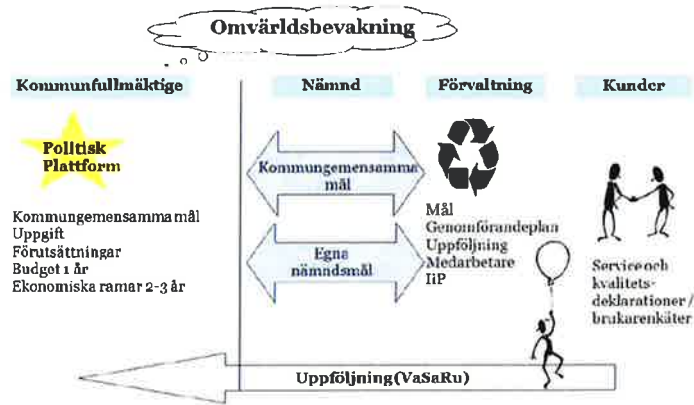 Omvärldsbevakning
Kommunfullmäktige
Nämnd
Förvaltning
Kunder
Politisk
Plattform
Kommungemensamma mål
Uppgift
Förutsättningar
Budget 1 år
Ekonomiska ramar 2-3 år
Kommungemensamma
mål
Egna
nämndsmål
Mål
Genomförandeplan
Uppföljning
Medarbetare
IiP
Service och
kvalitets-
deklarationer /
brukarenkäter
Uppföljning (VaSaRu)